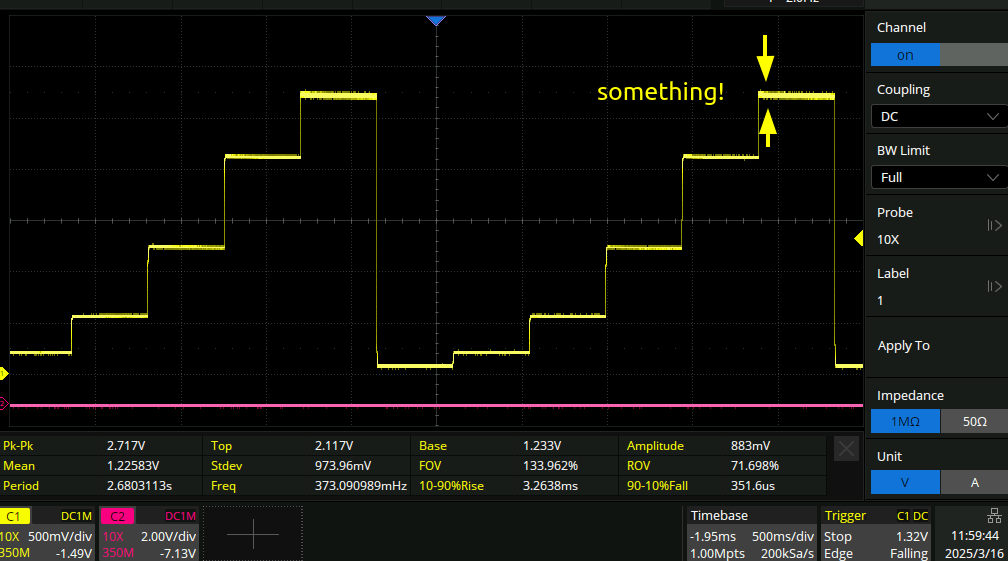 Channel
on
something!
Coupling
DC
BW Limit
Full
Probe
10X
Label
1
Apply To
Impedance
1MΩ 50Ω
Unit
V A
1
2
Pk-Pk 2.717V Top 2.117V Base 1.233V Amplitude 883mV
Mean 1.22583V Stdev 973.96mV FOV 133.962% ROV 71.698%
Period 2.6803113s Freq 373.090989mHz 10-90%Rise 3.2638ms 90-10%Fall 351.6us
C1 DC1M C2 DC1M Timebase Trigger C1 DC
10X 500mV/div 10X 2.00V/div -1.95ms 500ms/div Stop 1.32V 11:59:44
350M -1.49V 350M -7.13V 1.00Mpts 200kSa/s Edge Falling 2025/3/16